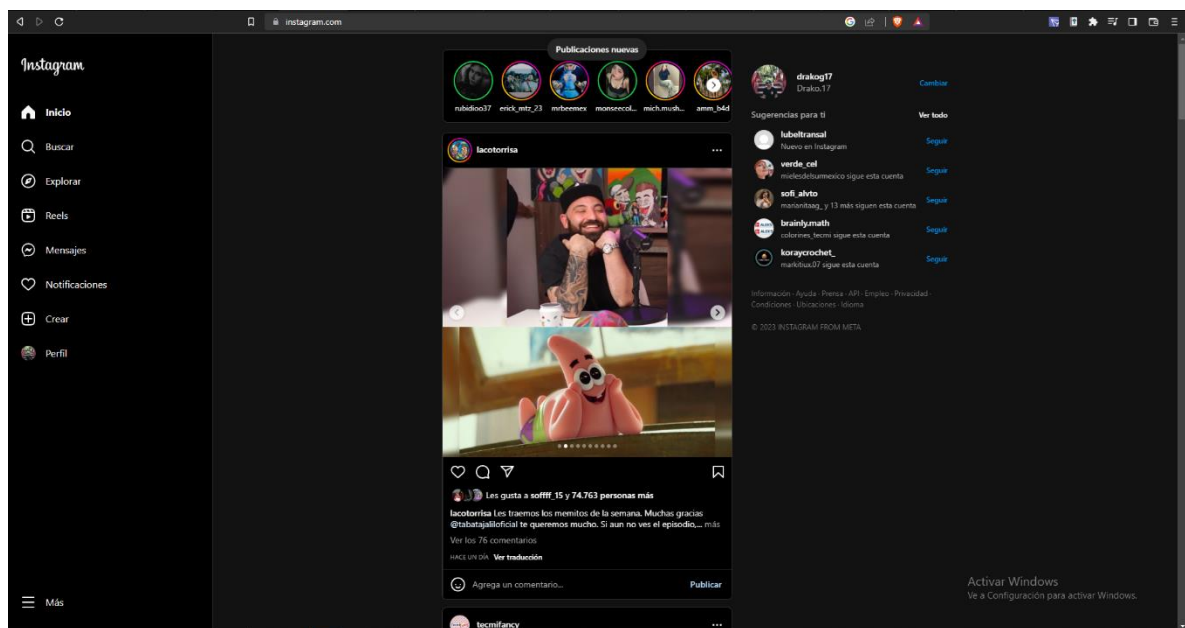 instagram.com
Instagram
Inicio
Buscar
Explorar
Reels
Mensajes
Notificaciones
Crear
Perfil
Más
Publicaciones nuevas
rubidioo37 erick_mtz_23 mrbeemex monseecol... mich.mush... amm_b4d
lacotorrisa
Les gusta a soffff_15 y 74.763 personas más
lacotorrisa Les traemos los memitos de la semana. Muchas gracias
@tabatajaliloficial te queremos mucho. Si aun no ves el episodio,... más
Ver los 76 comentarios
HACE UN DÍA Ver traducción
Agrega un comentario... Publicar
tecmifancy
drakog17
Drako.17
Cambiar
Sugerencias para ti Ver todo
lubeltransal
Nuevo en Instagram
Seguir
verde_cel
mielesdelsurmexico sigue esta cuenta
Seguir
sofi_alvto
marianitaag_ y 13 más siguen esta cuenta
Seguir
brainly.math
colorines_tecmi sigue esta cuenta
Seguir
koraycrochet_
markitiux.07 sigue esta cuenta
Seguir
Información · Ayuda · Prensa · API · Empleo · Privacidad ·
Condiciones · Ubicaciones · Idioma
© 2023 INSTAGRAM FROM META
Activar Windows
Ve a Configuración para activar Windows.